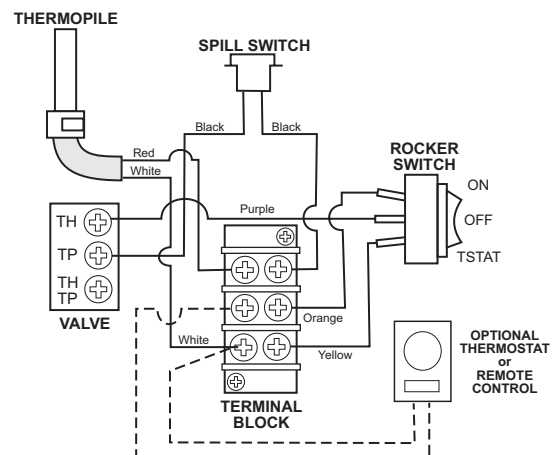 THERMOPILE
SPILL SWITCH
Black
Black
Red
White
ROCKER
SWITCH
ON
OFF
TSTAT
Purple
TH
TP
TH
TP
VALVE
Orange
White
Yellow
OPTIONAL
THERMOSTAT
or
REMOTE
CONTROL
TERMINAL
BLOCK